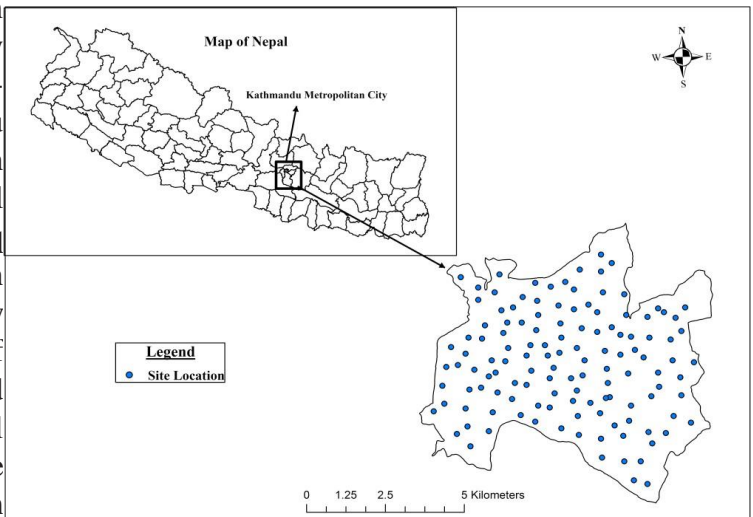 Map of Nepal
Kathmandu Metropolitan City
N
W E
S
Legend
Site Location
0 1.25 2.5 5 Kilometers